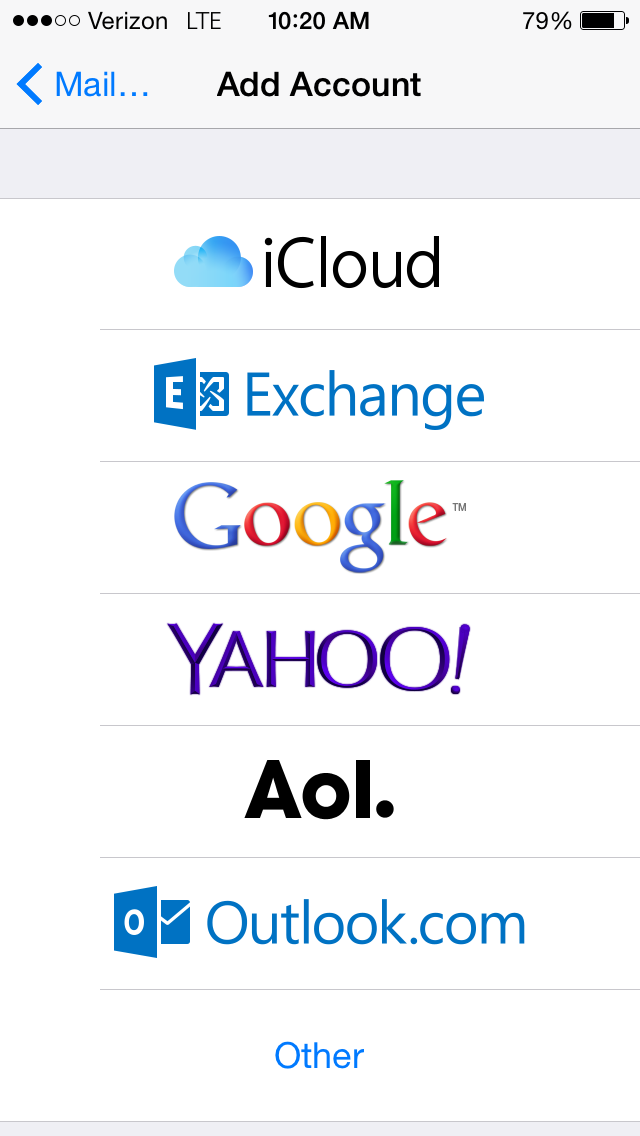 Verizon LTE 10:20 AM 79%
Mail… Add Account
iCloud
E Exchange
Google™
YAHOO!
Aol.
O Outlook.com
Other